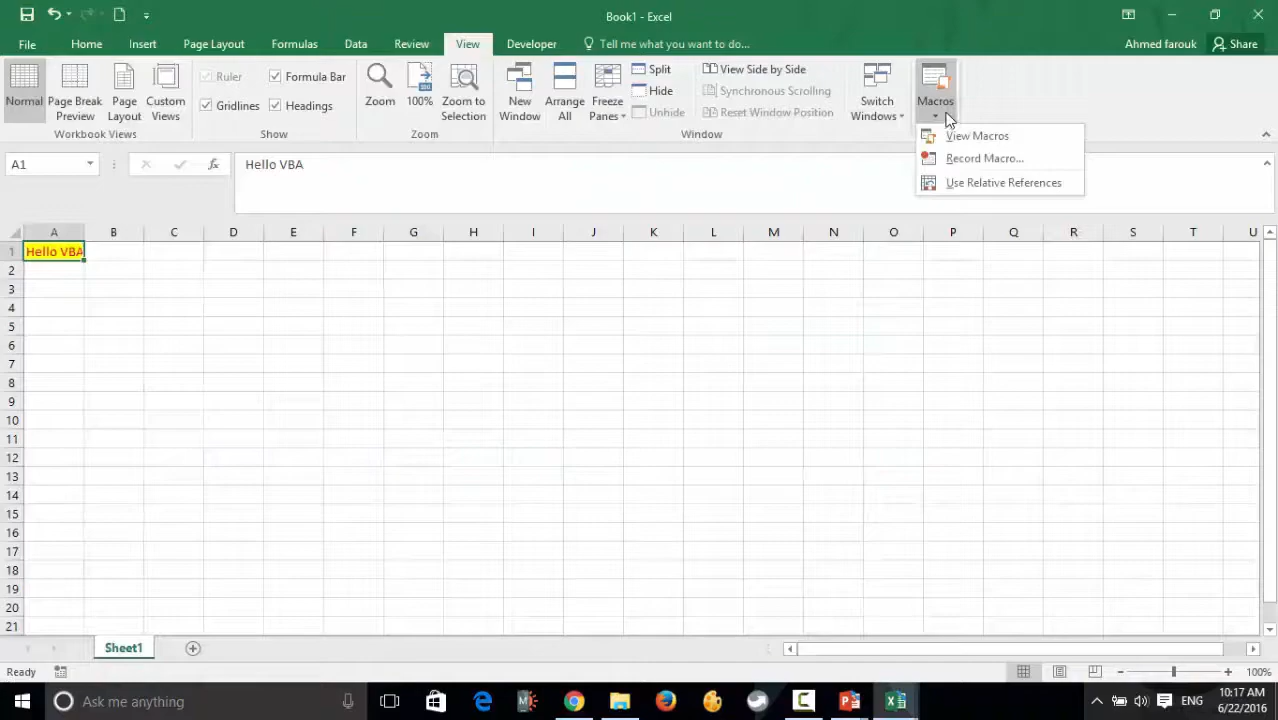 Book1 - Excel
File Home Insert Page Layout Formulas Data Review View Developer Tell me what you want to do... Ahmed farouk Share
Normal
Page Break Preview
Page Layout
Custom Views
Workbook Views
Ruler
Formula Bar
Gridlines
Headings
Show
Zoom
100%
Zoom to Selection
Zoom
New Window
Arrange All
Freeze Panes
Split
Hide
Unhide
View Side by Side
Synchronous Scrolling
Reset Window Position
Window
Switch Windows
Macros
View Macros
Record Macro...
Use Relative References
A1
fx
Hello VBA
A B C D E F G H I J K L M N O P Q R S T U
1 Hello VBA
2
3
4
5
6
7
8
9
10
11
12
13
14
15
16
17
18
19
20
21
Sheet1
Ready
100%
Ask me anything
ENG
10:17 AM
6/22/2016